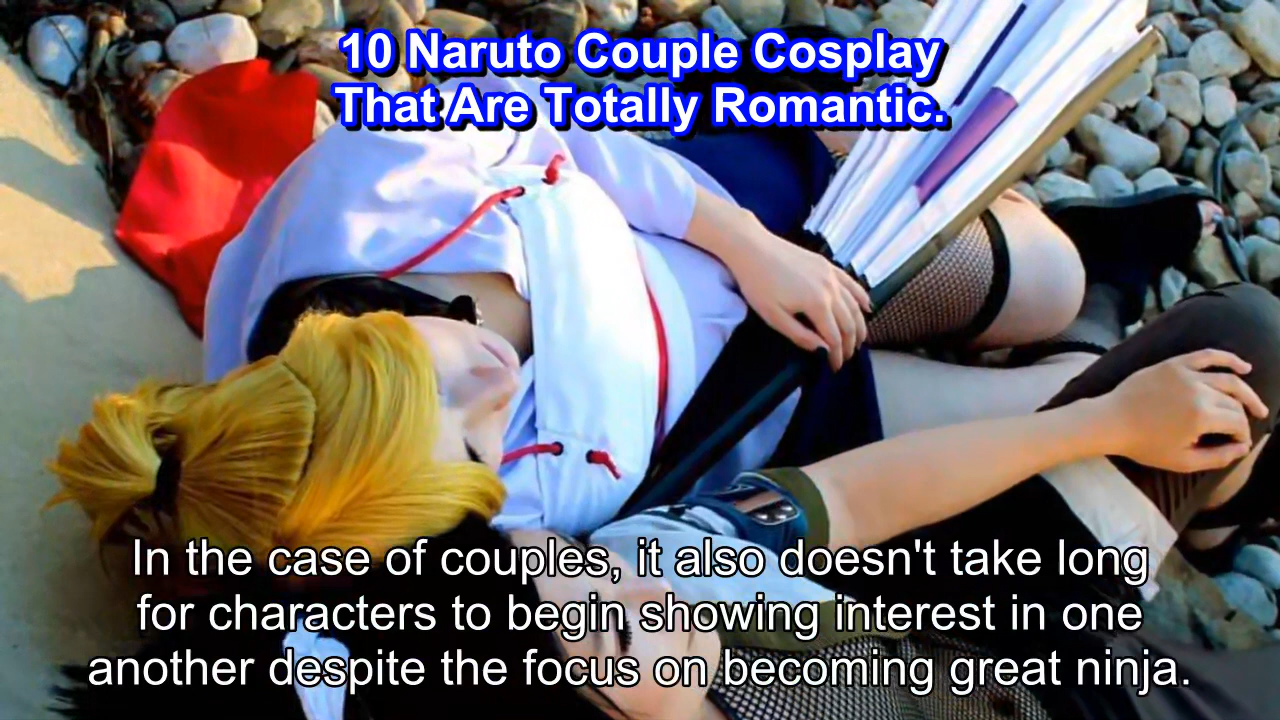 10 Naruto Couple Cosplay
That Are Totally Romantic.
In the case of couples, it also doesn't take long
for characters to begin showing interest in one
another despite the focus on becoming great ninja.